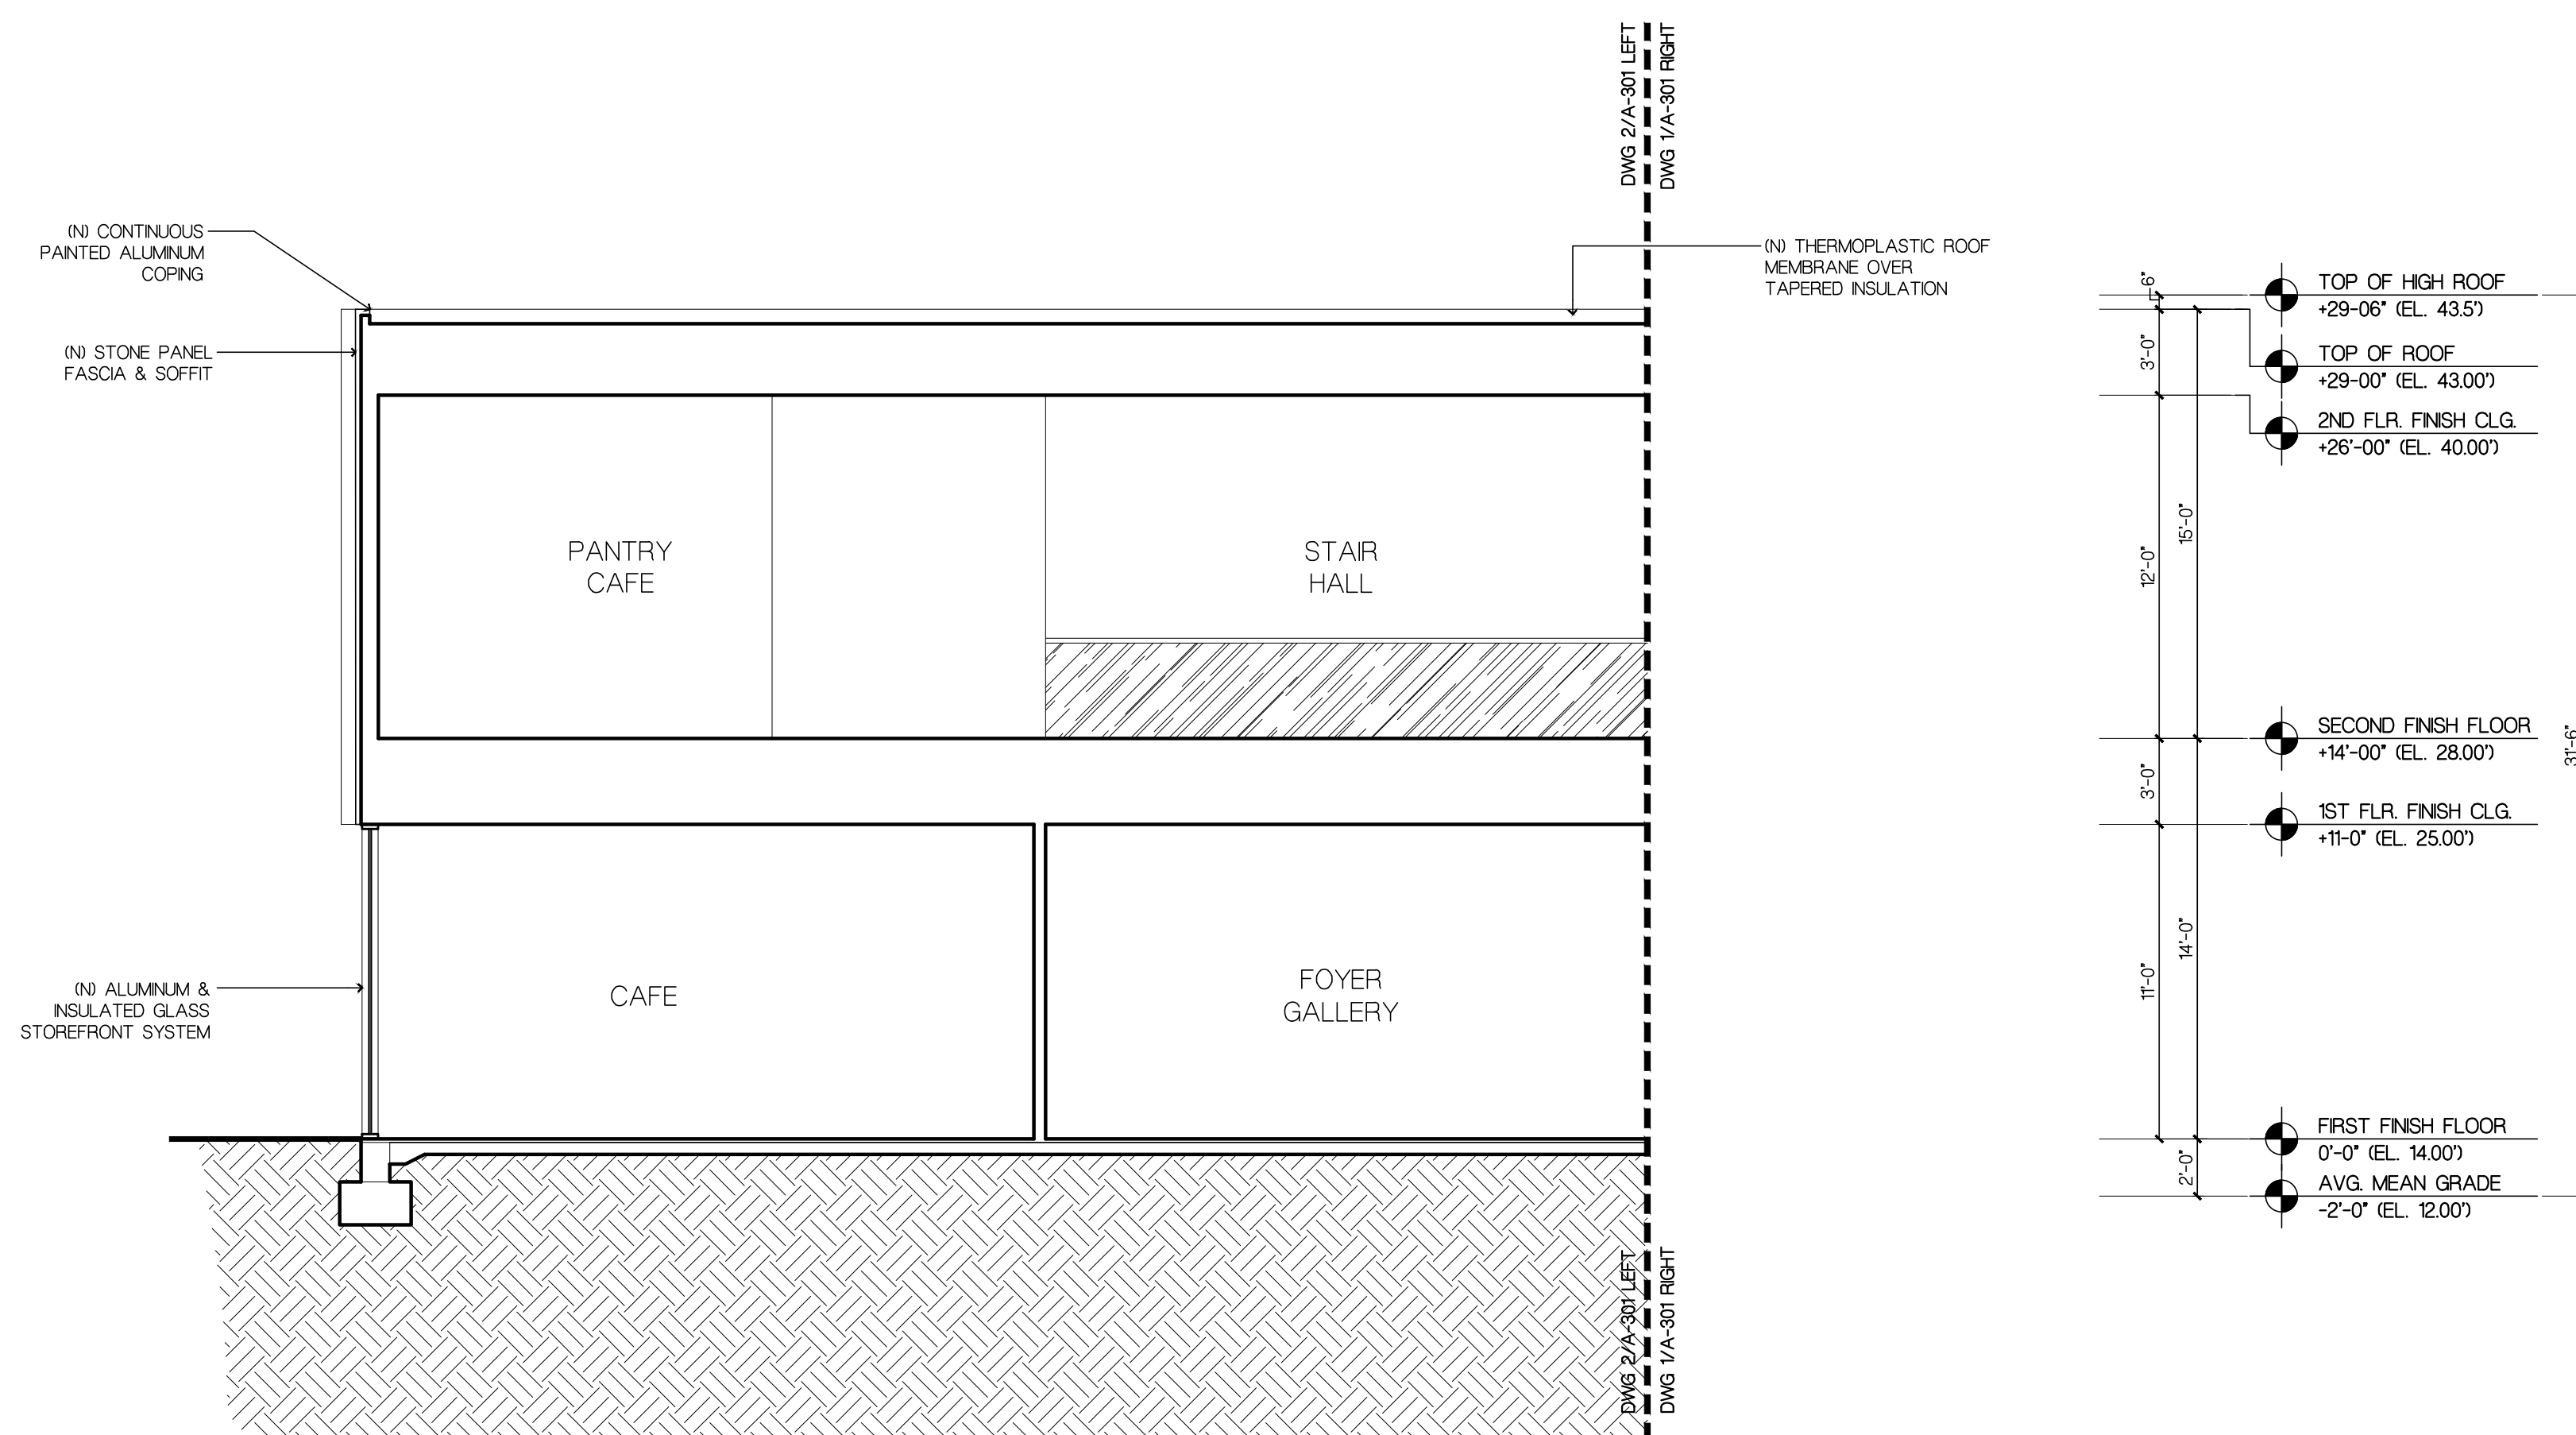 DWG 2/A-301 LEFT
DWG 1/A-301 RIGHT
(N) CONTINUOUS
PAINTED ALUMINUM
COPING
(N) THERMOPLASTIC ROOF
MEMBRANE OVER
TAPERED INSULATION
(N) STONE PANEL
FASCIA & SOFFIT
PANTRY
CAFE
STAIR
HALL
(N) ALUMINUM &
INSULATED GLASS
STOREFRONT SYSTEM
CAFE
FOYER
GALLERY
DWG 2/A-301 LEFT
DWG 1/A-301 RIGHT
6"
3'-0"
12'-0"
15'-0"
3'-0"
11'-0"
14'-0"
2'-0"
TOP OF HIGH ROOF
+29-06" (EL. 43.5')
TOP OF ROOF
+29-00" (EL. 43.00')
2ND FLR. FINISH CLG.
+26'-00" (EL. 40.00')
SECOND FINISH FLOOR
+14'-00" (EL. 28.00')
1ST FLR. FINISH CLG.
+11-0" (EL. 25.00')
FIRST FINISH FLOOR
0'-0" (EL. 14.00')
AVG. MEAN GRADE
-2'-0" (EL. 12.00')
31'-6"